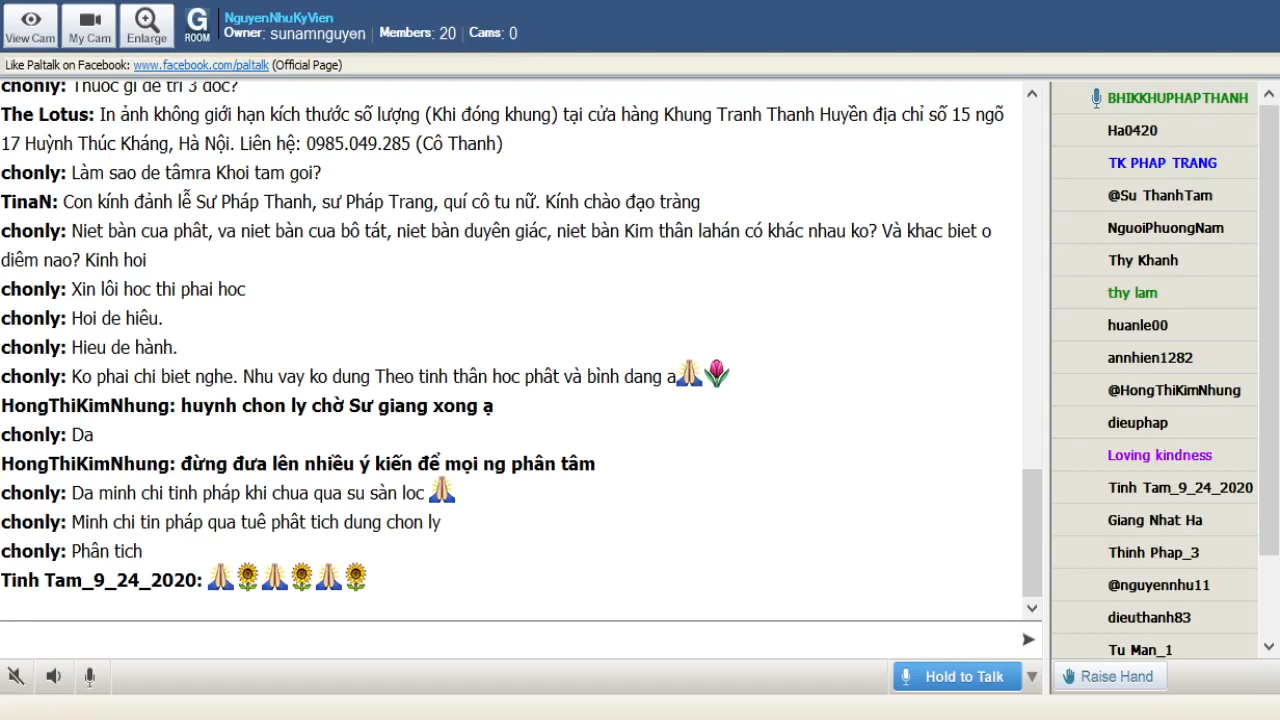 View Cam
My Cam
Enlarge
G
ROOM
NguyenNhuKyVien
Owner: sunamnguyen
Members: 20
Cams: 0
Like Paltalk on Facebook: www.facebook.com/paltalk (Official Page)
chonly: Thuôc gì de trí 3 dôc?
The Lotus: In ảnh không giới hạn kích thước số lượng (Khi đóng khung) tại cửa hàng Khung Tranh Thanh Huyền địa chỉ số 15 ngõ
17 Huỳnh Thúc Kháng, Hà Nội. Liên hệ: 0985.049.285 (Cô Thanh)
chonly: Làm sao de tâmra Khoi tam goi?
TinaN: Con kính đảnh lễ Sư Pháp Thanh, sư Pháp Trang, quí cô tu nữ. Kính chào đạo tràng
chonly: Niet bàn cua phât, va niet bàn cua bô tát, niet bàn duyên giác, niet bàn Kim thân lahán có khác nhau ko? Và khac biet o
diêm nao? Kinh hoi
chonly: Xin lôi hoc thi phai hoc
chonly: Hoi de hiêu.
chonly: Hieu de hành.
chonly: Ko phai chi biet nghe. Nhu vay ko dung Theo tinh thân hoc phât và bình dang a
HongThiKimNhung: huynh chon ly chờ Sư giang xong ạ
chonly: Da
HongThiKimNhung: đừng đưa lên nhiều ý kiến để mọi ng phân tâm
chonly: Da minh chi tinh pháp khi chua qua su sàn loc
chonly: Minh chi tin pháp qua tuê phât tich dung chon ly
chonly: Phân tich
Tinh Tam_9_24_2020:
BHIKKHUPHAPTHANH
Ha0420
TK PHAP TRANG
@Su ThanhTam
NguoiPhuongNam
Thy Khanh
thy lam
huanle00
annhien1282
@HongThiKimNhung
dieuphap
Loving kindness
Tinh Tam_9_24_2020
Giang Nhat Ha
Thinh Phap_3
@nguyennhu11
dieuthanh83
Tu Man_1
Hold to Talk
Raise Hand